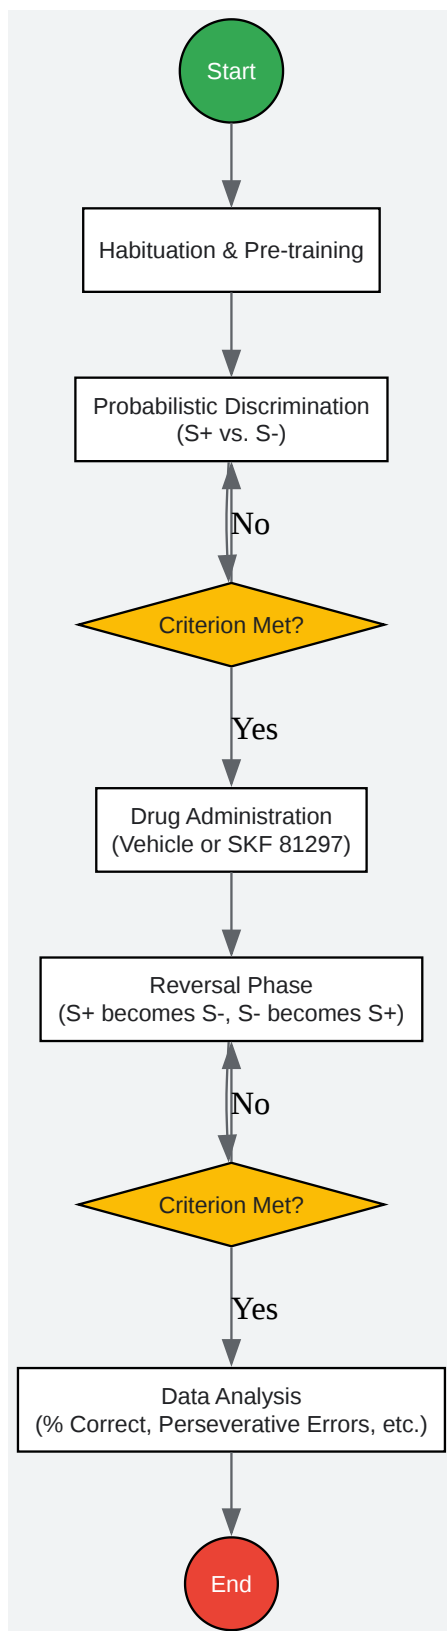 Start
Habituation & Pre-training
Probabilistic Discrimination
(S+ vs. S-)
No
Criterion Met?
Yes
Drug Administration
(Vehicle or SKF 81297)
Reversal Phase
(S+ becomes S-, S- becomes S+)
No
Criterion Met?
Yes
Data Analysis
(% Correct, Perseverative Errors, etc.)
End